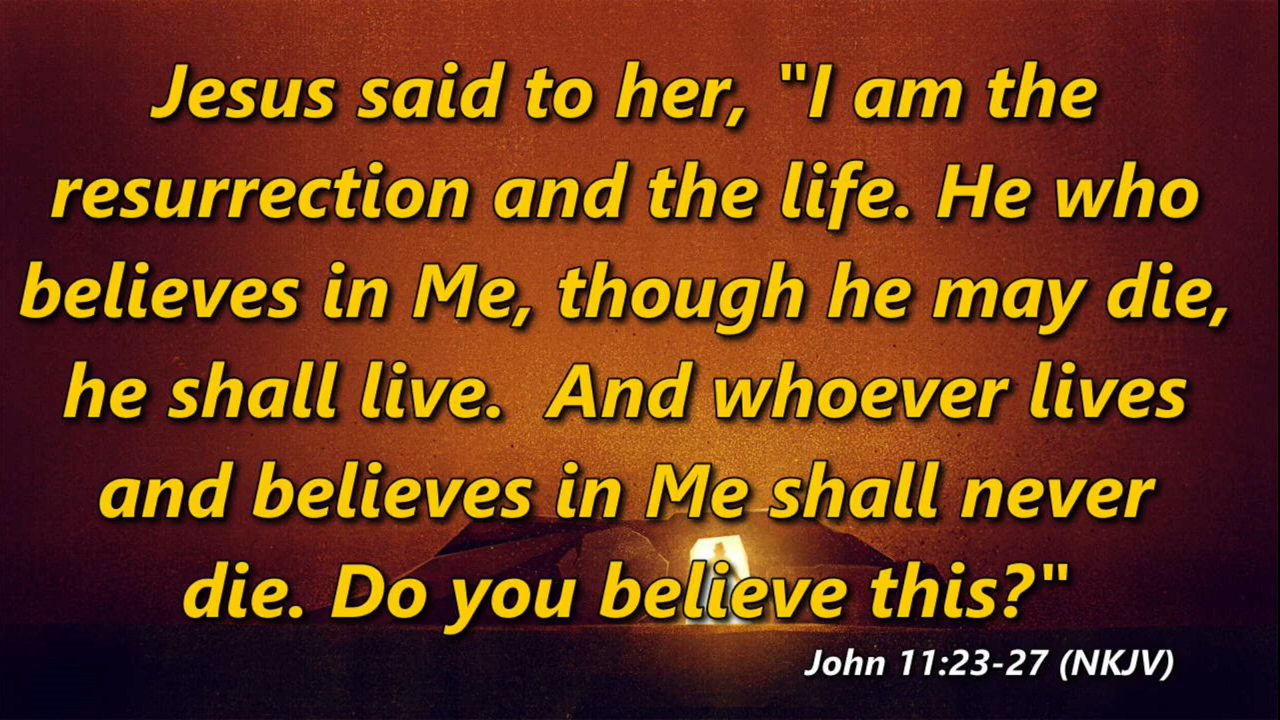 Jesus said to her, "I am the
resurrection and the life. He who
believes in Me, though he may die,
he shall live.  And whoever lives
and believes in Me shall never
die. Do you believe this?"
John 11:23-27 (NKJV)